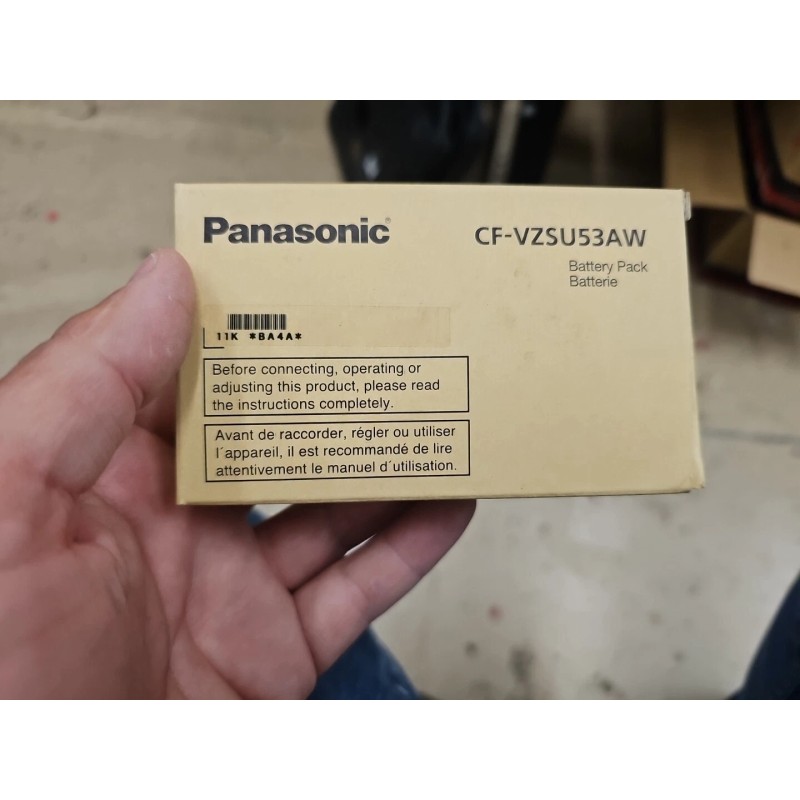 Panasonic®
CF-VZSU53AW
Battery Pack
Batterie
11K *BA4A*
Before connecting, operating or
adjusting this product, please read
the instructions completely.
Avant de raccorder, régler ou utiliser
l´appareil, il est recommandé de lire
attentivement le manuel d´utilisation.